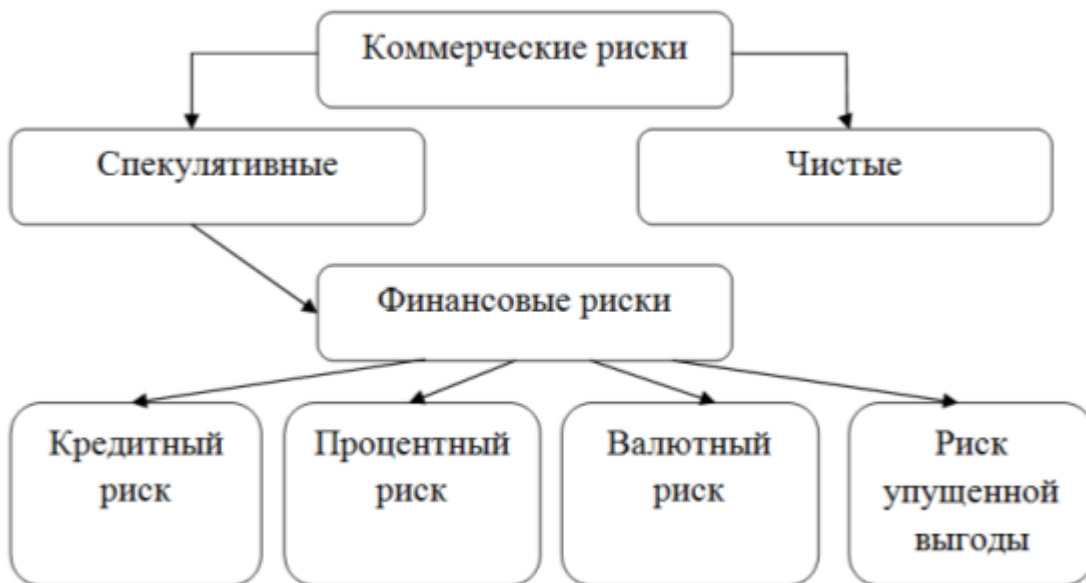 Коммерческие риски
Спекулятивные
Чистые
Финансовые риски
Кредитный
риск
Процентный
риск
Валютный
риск
Риск
упущенной
выгоды